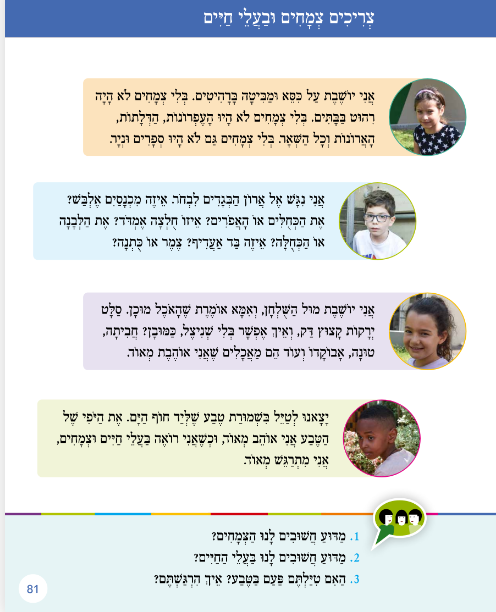 צְרִיכִים צְמָחִים וּבַעֲלֵי חַיִּים
אֲנִי יוֹשֶׁבֶת עַל כִּסֵּא וּמַבִּיטָה בָּרָהִיטִים. בְּלִי צְמָחִים לֹא הָיָה
רִהוּט בַּבָּתִּים. בְּלִי צְמָחִים לֹא הָיוּ הָעֶפְרוֹנוֹת, הַדְּלָתוֹת,
הָאֲרוֹנוֹת וְכָל הַשְּׁאָר. בְּלִי צְמָחִים גַּם לֹא הָיוּ סְפָרִים וּנְיָר.
אֲנִי נִגָּשׁ אֶל אֲרוֹן הַבְּגָדִים לִבְחֹר. אֵיזֶה מִכְנָסַיִם אֶלְבַּשׁ?
אֶת הַכְּחֻלִּים אוֹ הָאֲפֹרִים? אֵיזוֹ חֻלְצָה אֶמְדֹּד? אֶת הַלְּבָנָה
אוֹ הַכְּחֻלָּה? אֵיזֶה בַּד אַעֲדִיף? צֶמֶר אוֹ כֻּתְנָה?
אֲנִי יוֹשֶׁבֶת מוּל הַשֻּׁלְחָן, וְאִמָּא אוֹמֶרֶת שֶׁהָאֹכֶל מוּכָן. סָלָט
יְרָקוֹת קָצוּץ דַּק, וְאֵיךְ אֶפְשָׁר בְּלִי שְׁנִיצֶל, כַּמּוּבָן? חֲבִיתָה,
טוּנָה, אָבוֹקָדוֹ וְעוֹד הֵם מַאֲכָלִים שֶׁאֲנִי אוֹהֶבֶת מְאוֹד.
יָצָאנוּ לְטַיֵּל בִּשְׁמוּרַת טֶבַע שֶׁלְּיַד חוֹף הַיָּם. אֶת הַיֹּפִי שֶׁל
הַטֶּבַע אֲנִי אוֹהֵב מְאוֹד, וּכְשֶׁאֲנִי רוֹאֶה בַּעֲלֵי חַיִּים וּצְמָחִים,
אֲנִי מִתְרַגֵּשׁ מְאוֹד.
1. מַדּוּעַ חֲשׁוּבִים לָנוּ הַצְּמָחִים?
2. מַדּוּעַ חֲשׁוּבִים לָנוּ בַּעֲלֵי הַחַיִּים?
3. הַאִם טִיַּלְתֶּם פַּעַם בַּטֶּבַע? אֵיךְ הִרְגַּשְׁתֶּם?
81